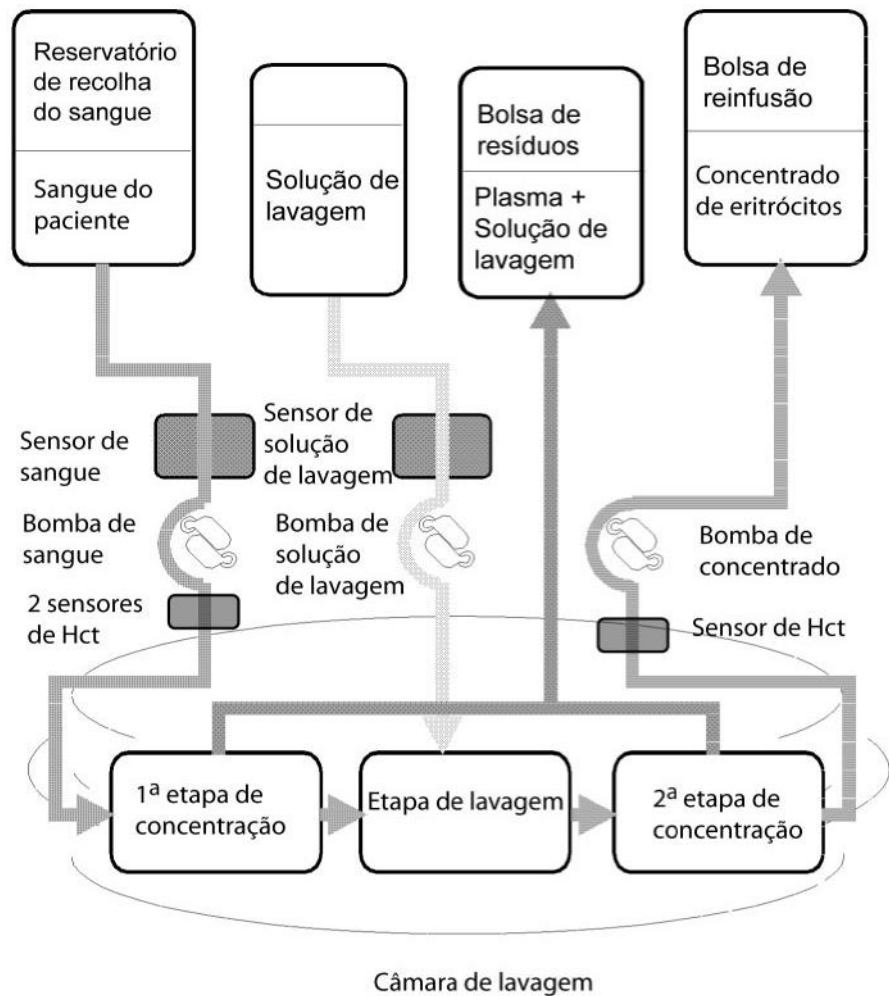 Reservatório
de recolha
do sangue
Sangue do
paciente
Solução de
lavagem
Bolsa de
resíduos
Plasma +
Solução de
lavagem
Bolsa de
reinfusão
Concentrado
de eritrócitos
Sensor de
sangue
Sensor de
solução
de lavagem
Bomba de
sangue
Bomba de
solução
de lavagem
Bomba de
concentrado
2 sensores
de Hct
Sensor de Hct
1ª etapa de
concentração
Etapa de lavagem
2ª etapa de
concentração
Câmara de lavagem